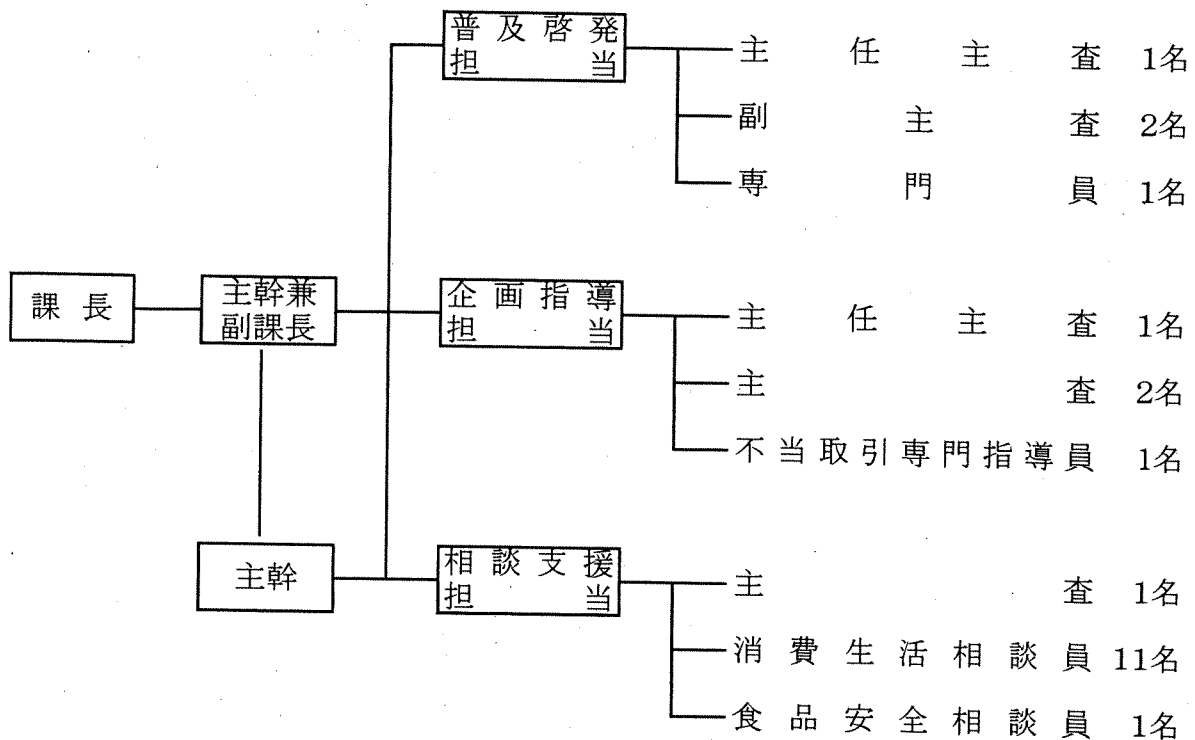 普及啓発
担当
主任主査 1名
副主査 2名
専門員 1名
課長
主幹兼
副課長
企画指導
担当
主任主査 1名
主査 2名
不当取引専門指導員 1名
主幹
相談支援
担当
主査 1名
消費生活相談員 11名
食品安全相談員 1名